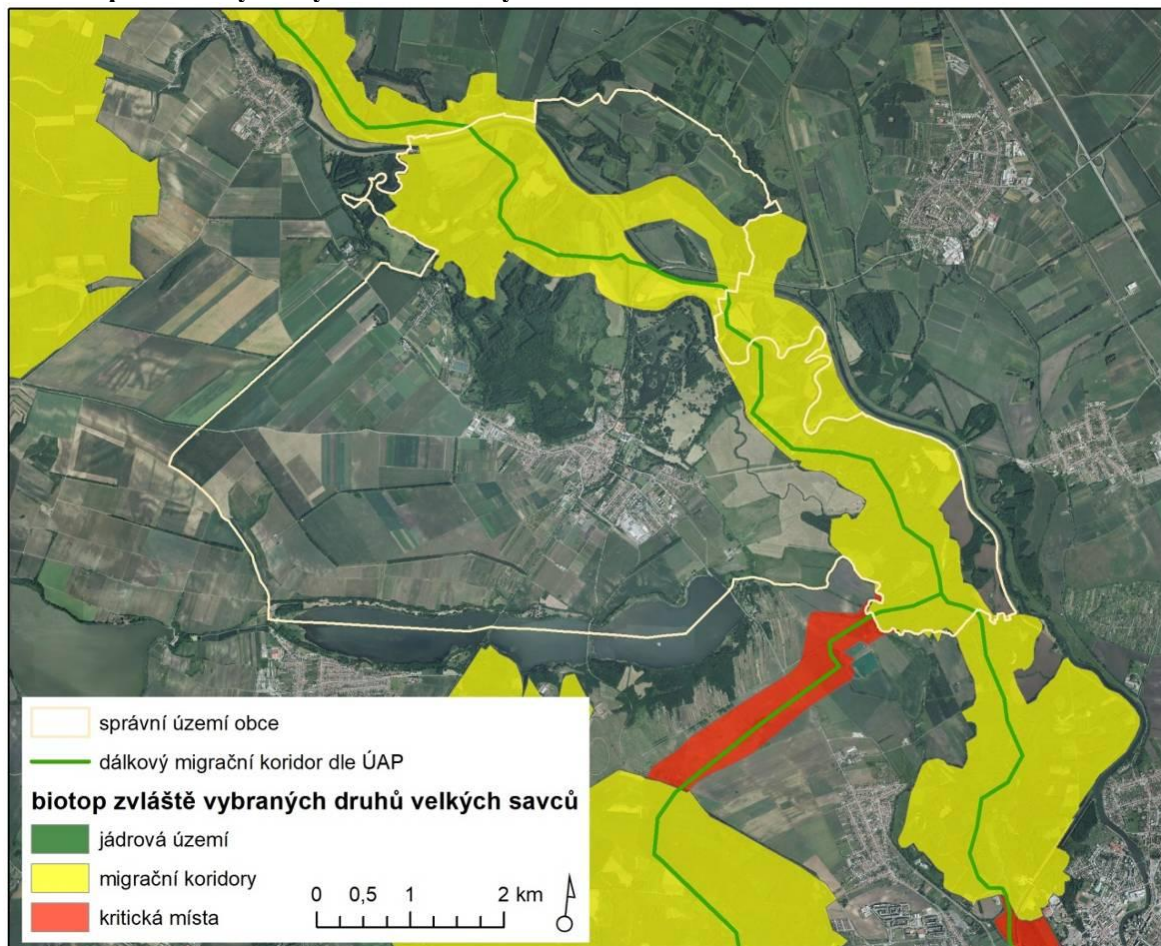 správní území obce
dálkový migrační koridor dle ÚAP
biotop zvláště vybraných druhů velkých savců
jádrová území
migrační koridory
kritická místa
0 0,5 1 2 km